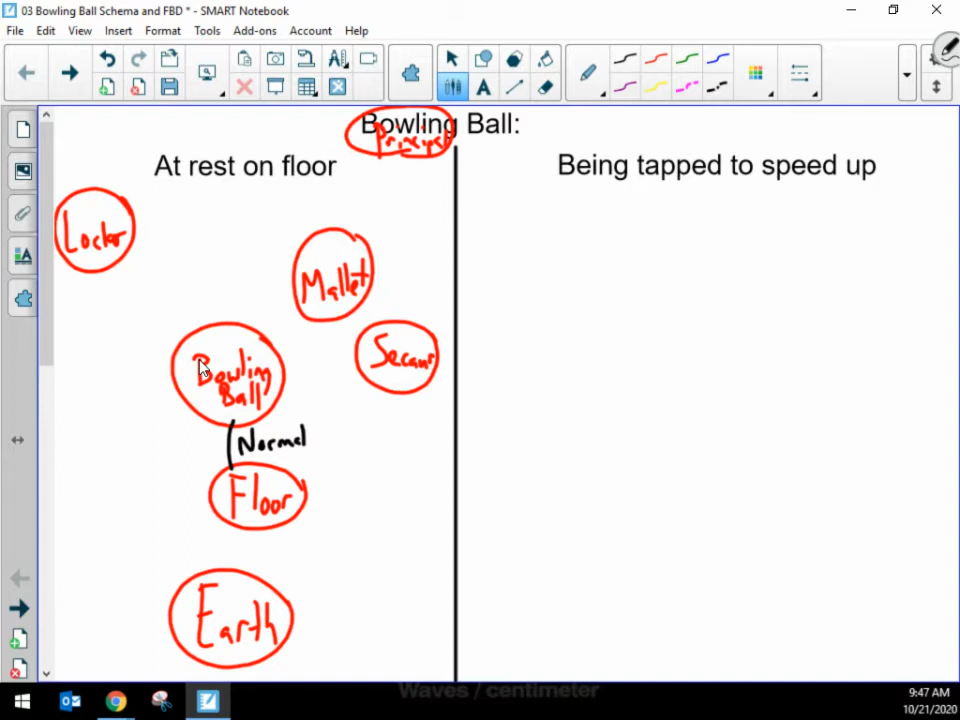 03 Bowling Ball Schema and FBD * - SMART Notebook
File Edit View Insert Format Tools Add-ons Account Help
Bowling Ball:
Principal
At rest on floor
Being tapped to speed up
Locker
Mallet
Bowling
Ball
Normal
Floor
Earth
Waves / centimeter
9:47 AM
10/21/2020